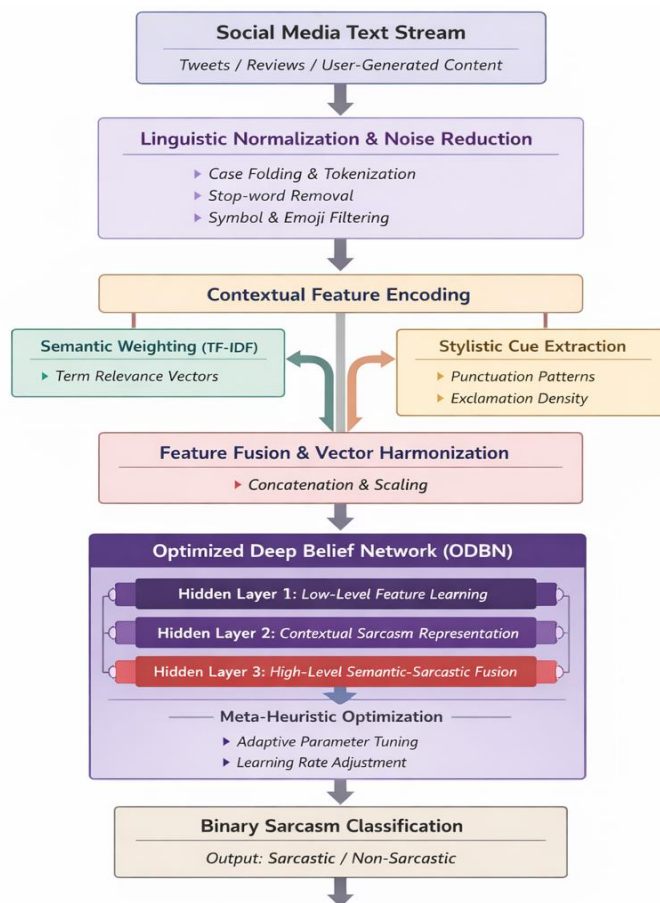 Social Media Text Stream
Tweets / Reviews / User-Generated Content
Linguistic Normalization & Noise Reduction
Case Folding & Tokenization
Stop-word Removal
Symbol & Emoji Filtering
Contextual Feature Encoding
Semantic Weighting (TF-IDF)
Term Relevance Vectors
Stylistic Cue Extraction
Punctuation Patterns
Exclamation Density
Feature Fusion & Vector Harmonization
Concatenation & Scaling
Optimized Deep Belief Network (ODBN)
Hidden Layer 1: Low-Level Feature Learning
Hidden Layer 2: Contextual Sarcasm Representation
Hidden Layer 3: High-Level Semantic-Sarcastic Fusion
Meta-Heuristic Optimization
Adaptive Parameter Tuning
Learning Rate Adjustment
Binary Sarcasm Classification
Output: Sarcastic / Non-Sarcastic